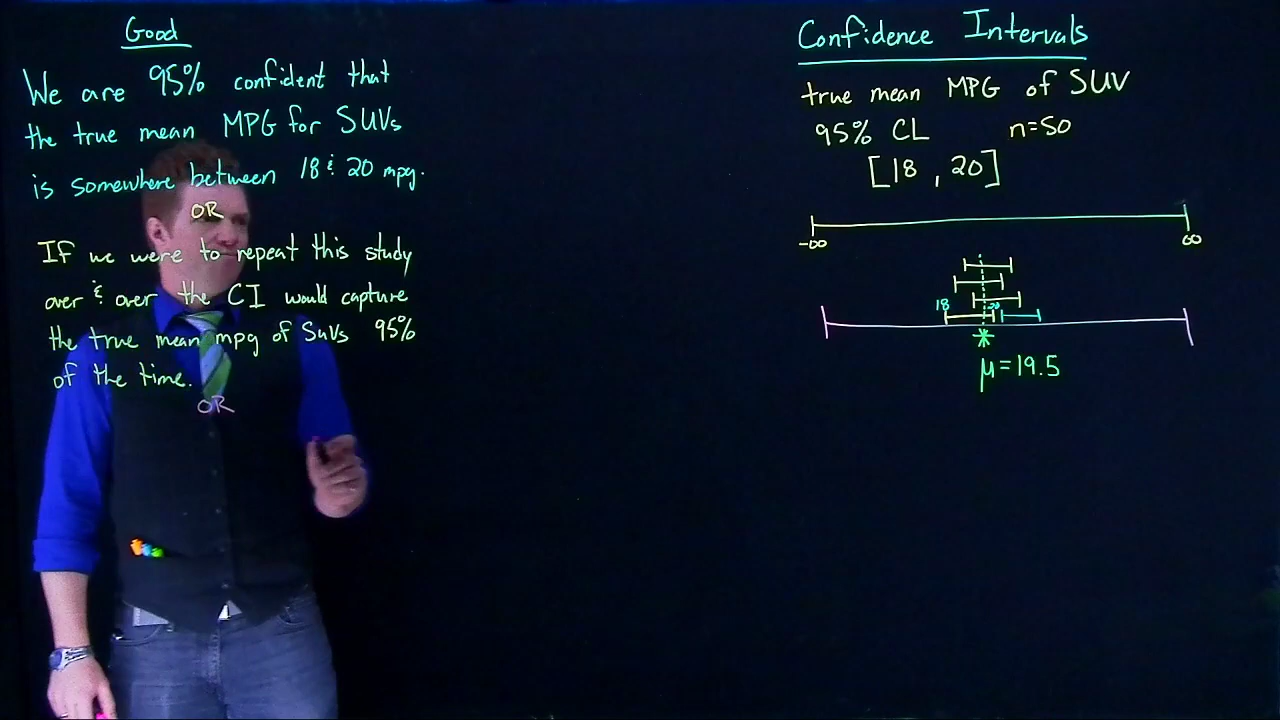 Good
We are 95% confident that
the true mean MPG for SUVs
is somewhere between 18 & 20 mpg.
OR
If we were to repeat this study
over & over the CI would capture
the true mean mpg of SUVs 95%
of the time.
OR
Confidence Intervals
true mean MPG of SUV
95% CL n=50
[18, 20]
-∞ ∞
18 20
μ=19.5